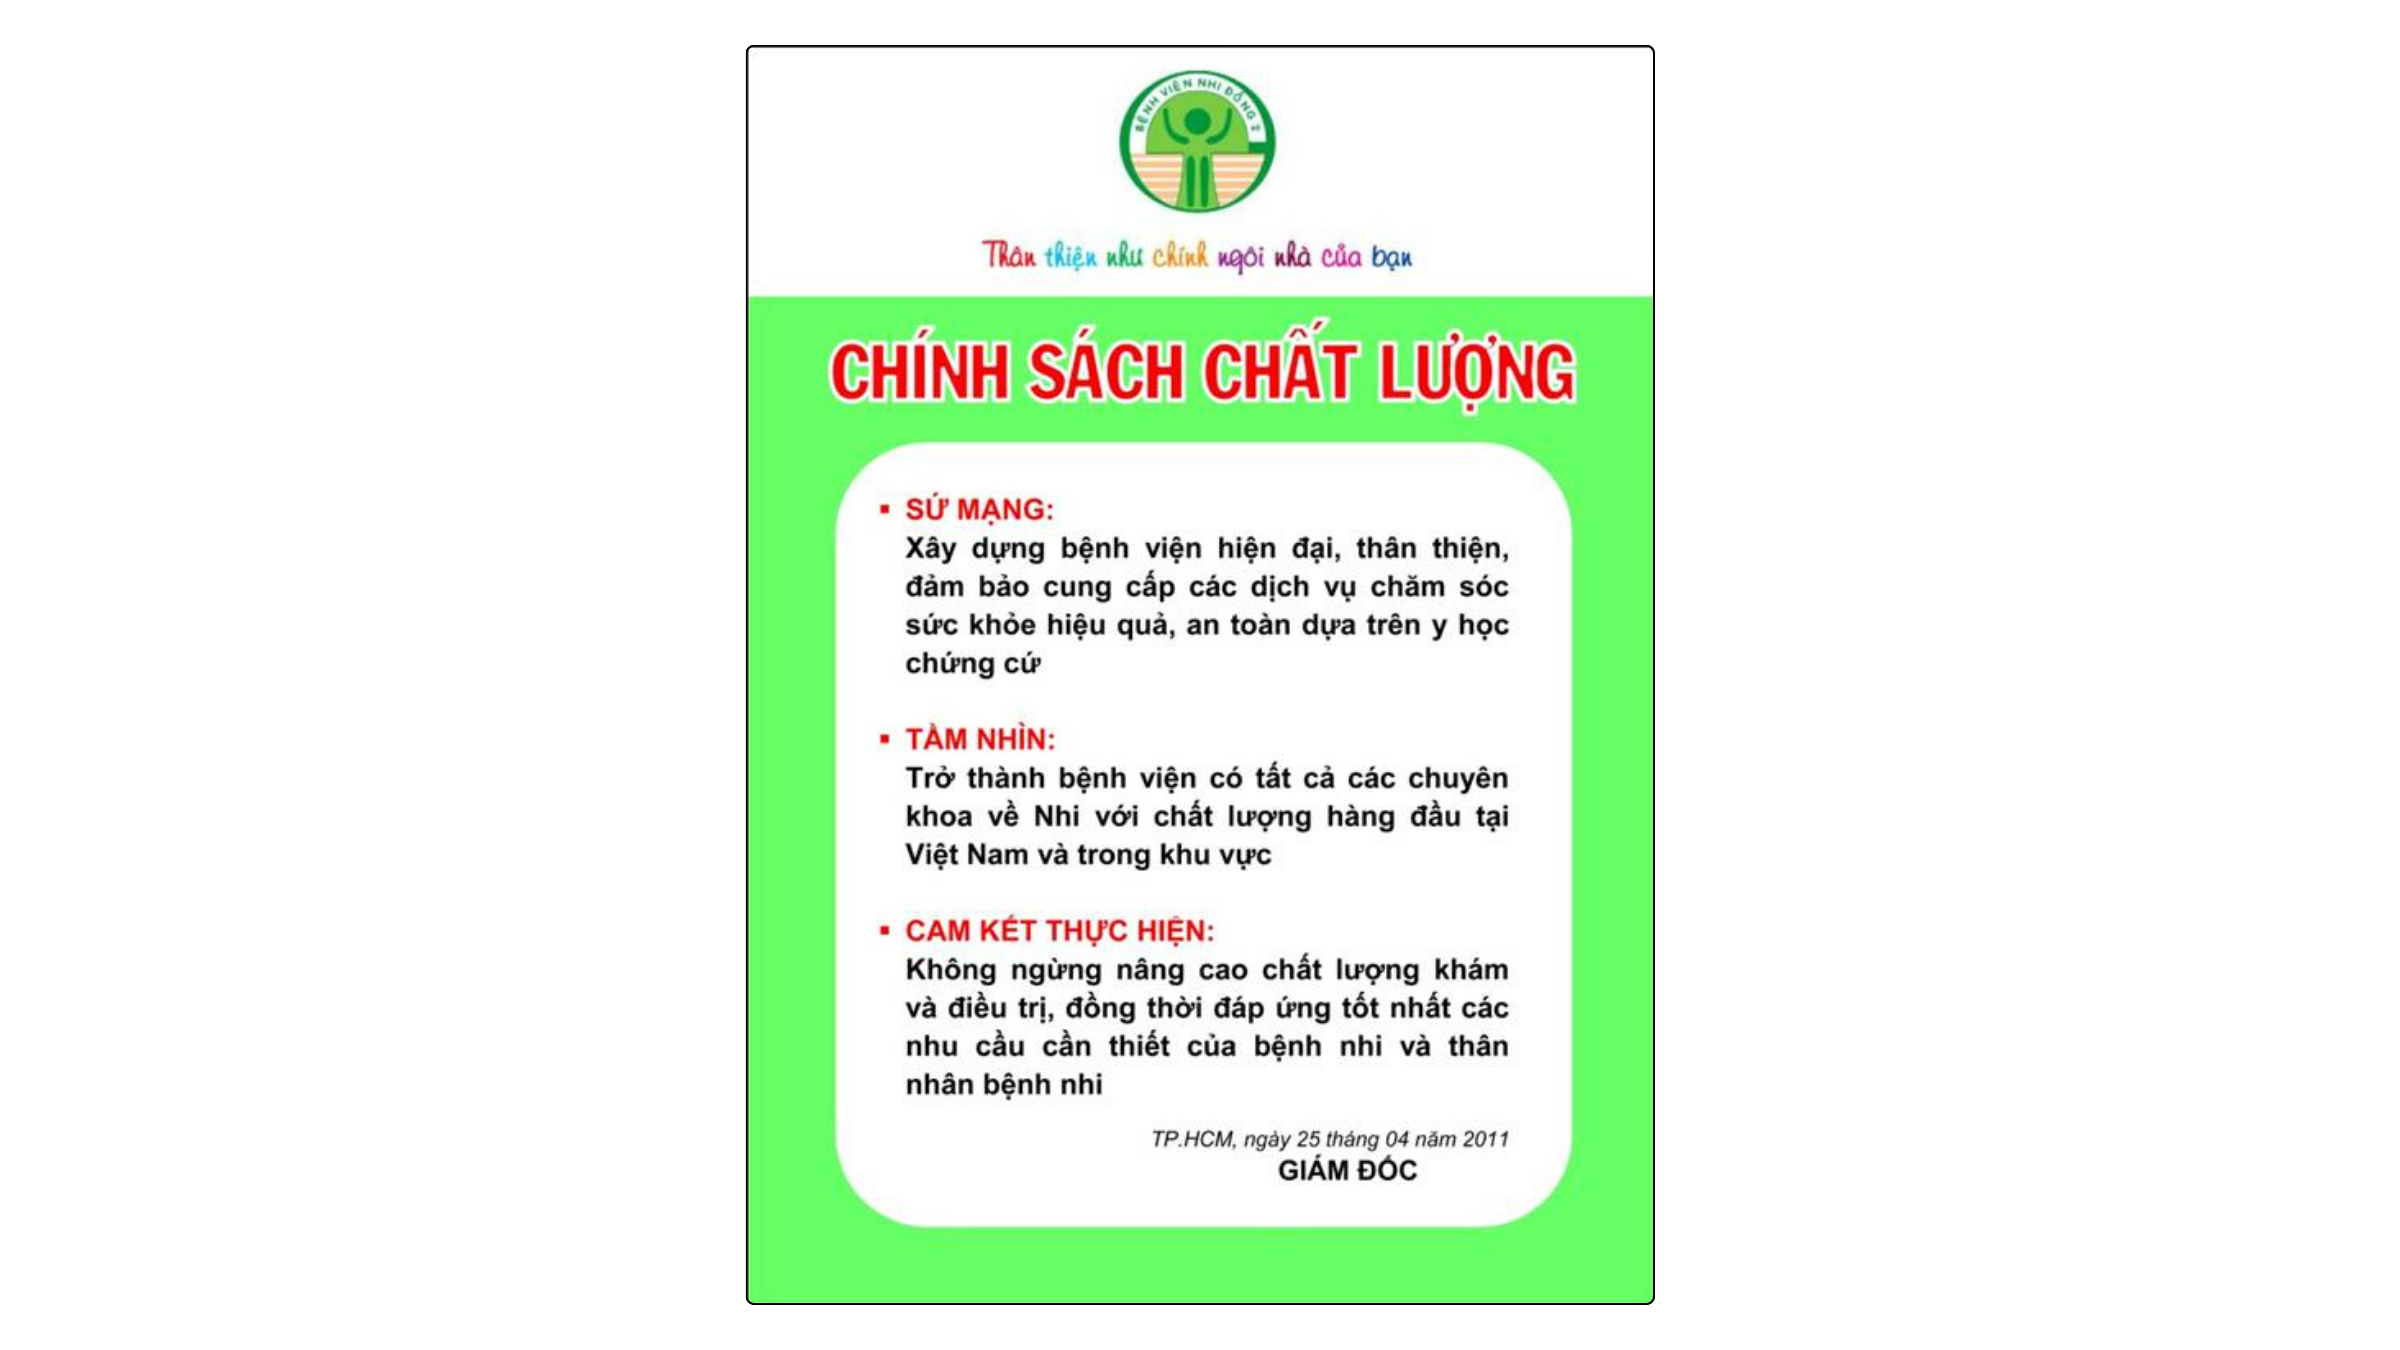 BỆNH VIỆN NHI ĐỒNG 2
Thân thiện như chính ngôi nhà của bạn
CHÍNH SÁCH CHẤT LƯỢNG
▪ SỨ MẠNG:
Xây dựng bệnh viện hiện đại, thân thiện,
đảm bảo cung cấp các dịch vụ chăm sóc
sức khỏe hiệu quả, an toàn dựa trên y học
chứng cứ
▪ TẦM NHÌN:
Trở thành bệnh viện có tất cả các chuyên
khoa về Nhi với chất lượng hàng đầu tại
Việt Nam và trong khu vực
▪ CAM KẾT THỰC HIỆN:
Không ngừng nâng cao chất lượng khám
và điều trị, đồng thời đáp ứng tốt nhất các
nhu cầu cần thiết của bệnh nhi và thân
nhân bệnh nhi
TP.HCM, ngày 25 tháng 04 năm 2011
GIÁM ĐỐC